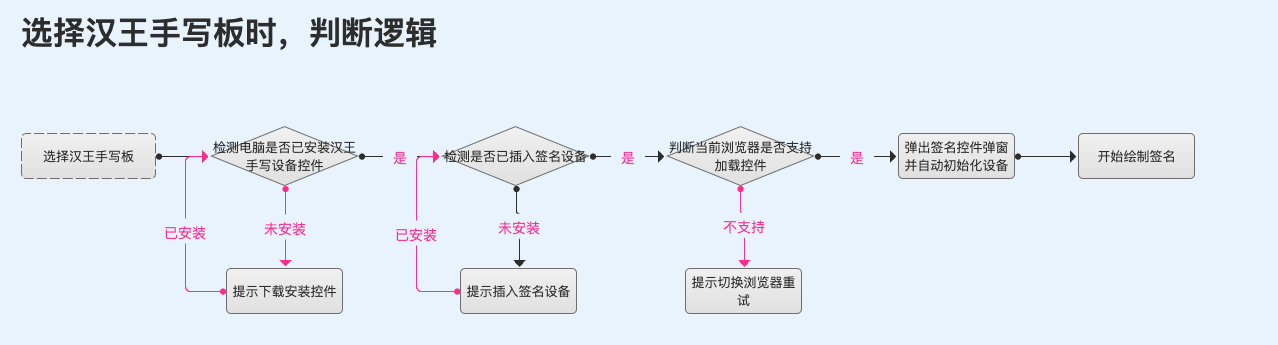 选择汉王手写板时，判断逻辑
选择汉王手写板
检测电脑是否已安装汉王
手写设备控件
是
检测是否已插入签名设备
是
判断当前浏览器是否支持
加载控件
是
弹出签名控件弹窗
并自动初始化设备
开始绘制签名
已安装
未安装
已安装
未安装
不支持
提示下载安装控件
提示插入签名设备
提示切换浏览器重
试